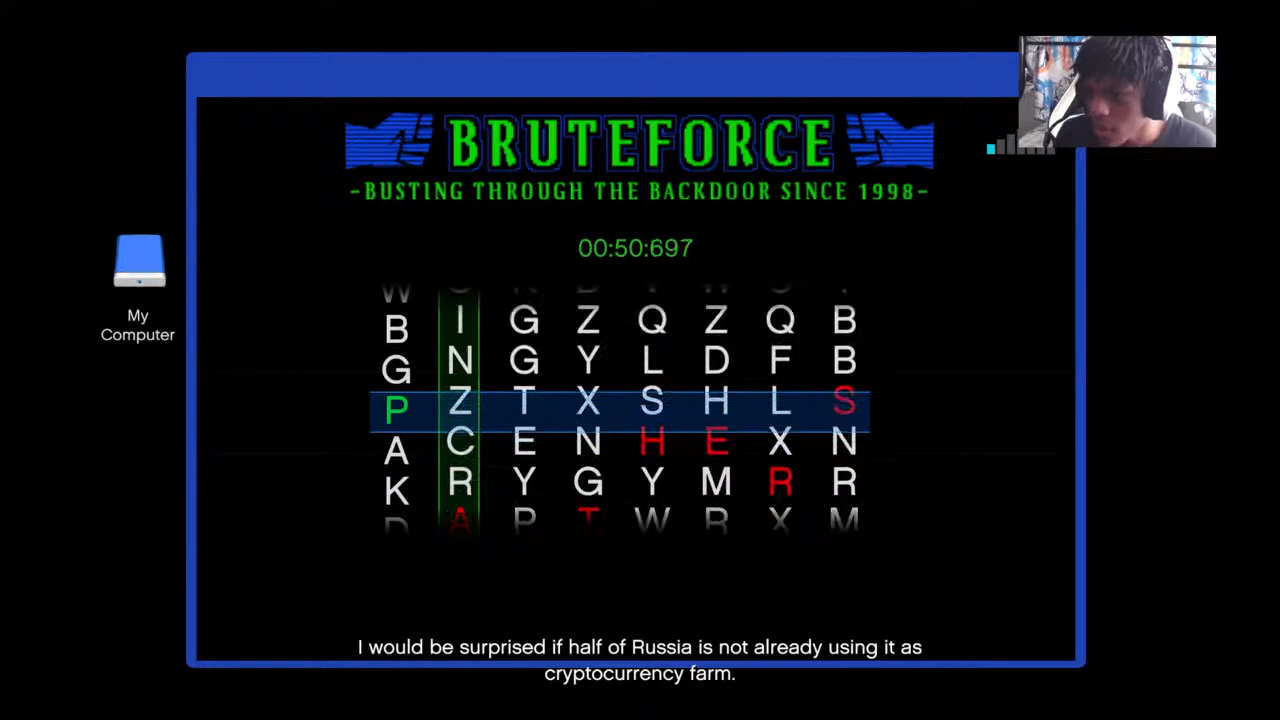 BRUTEFORCE
-BUSTING THROUGH THE BACKDOOR SINCE 1998-
00:50:697
B I G Z Q Z Q B
G N G Y L D F B
P Z T X S H L S
A C E N H E X N
K R Y G Y M R R
A P T W R X M
My
Computer
I would be surprised if half of Russia is not already using it as
cryptocurrency farm.